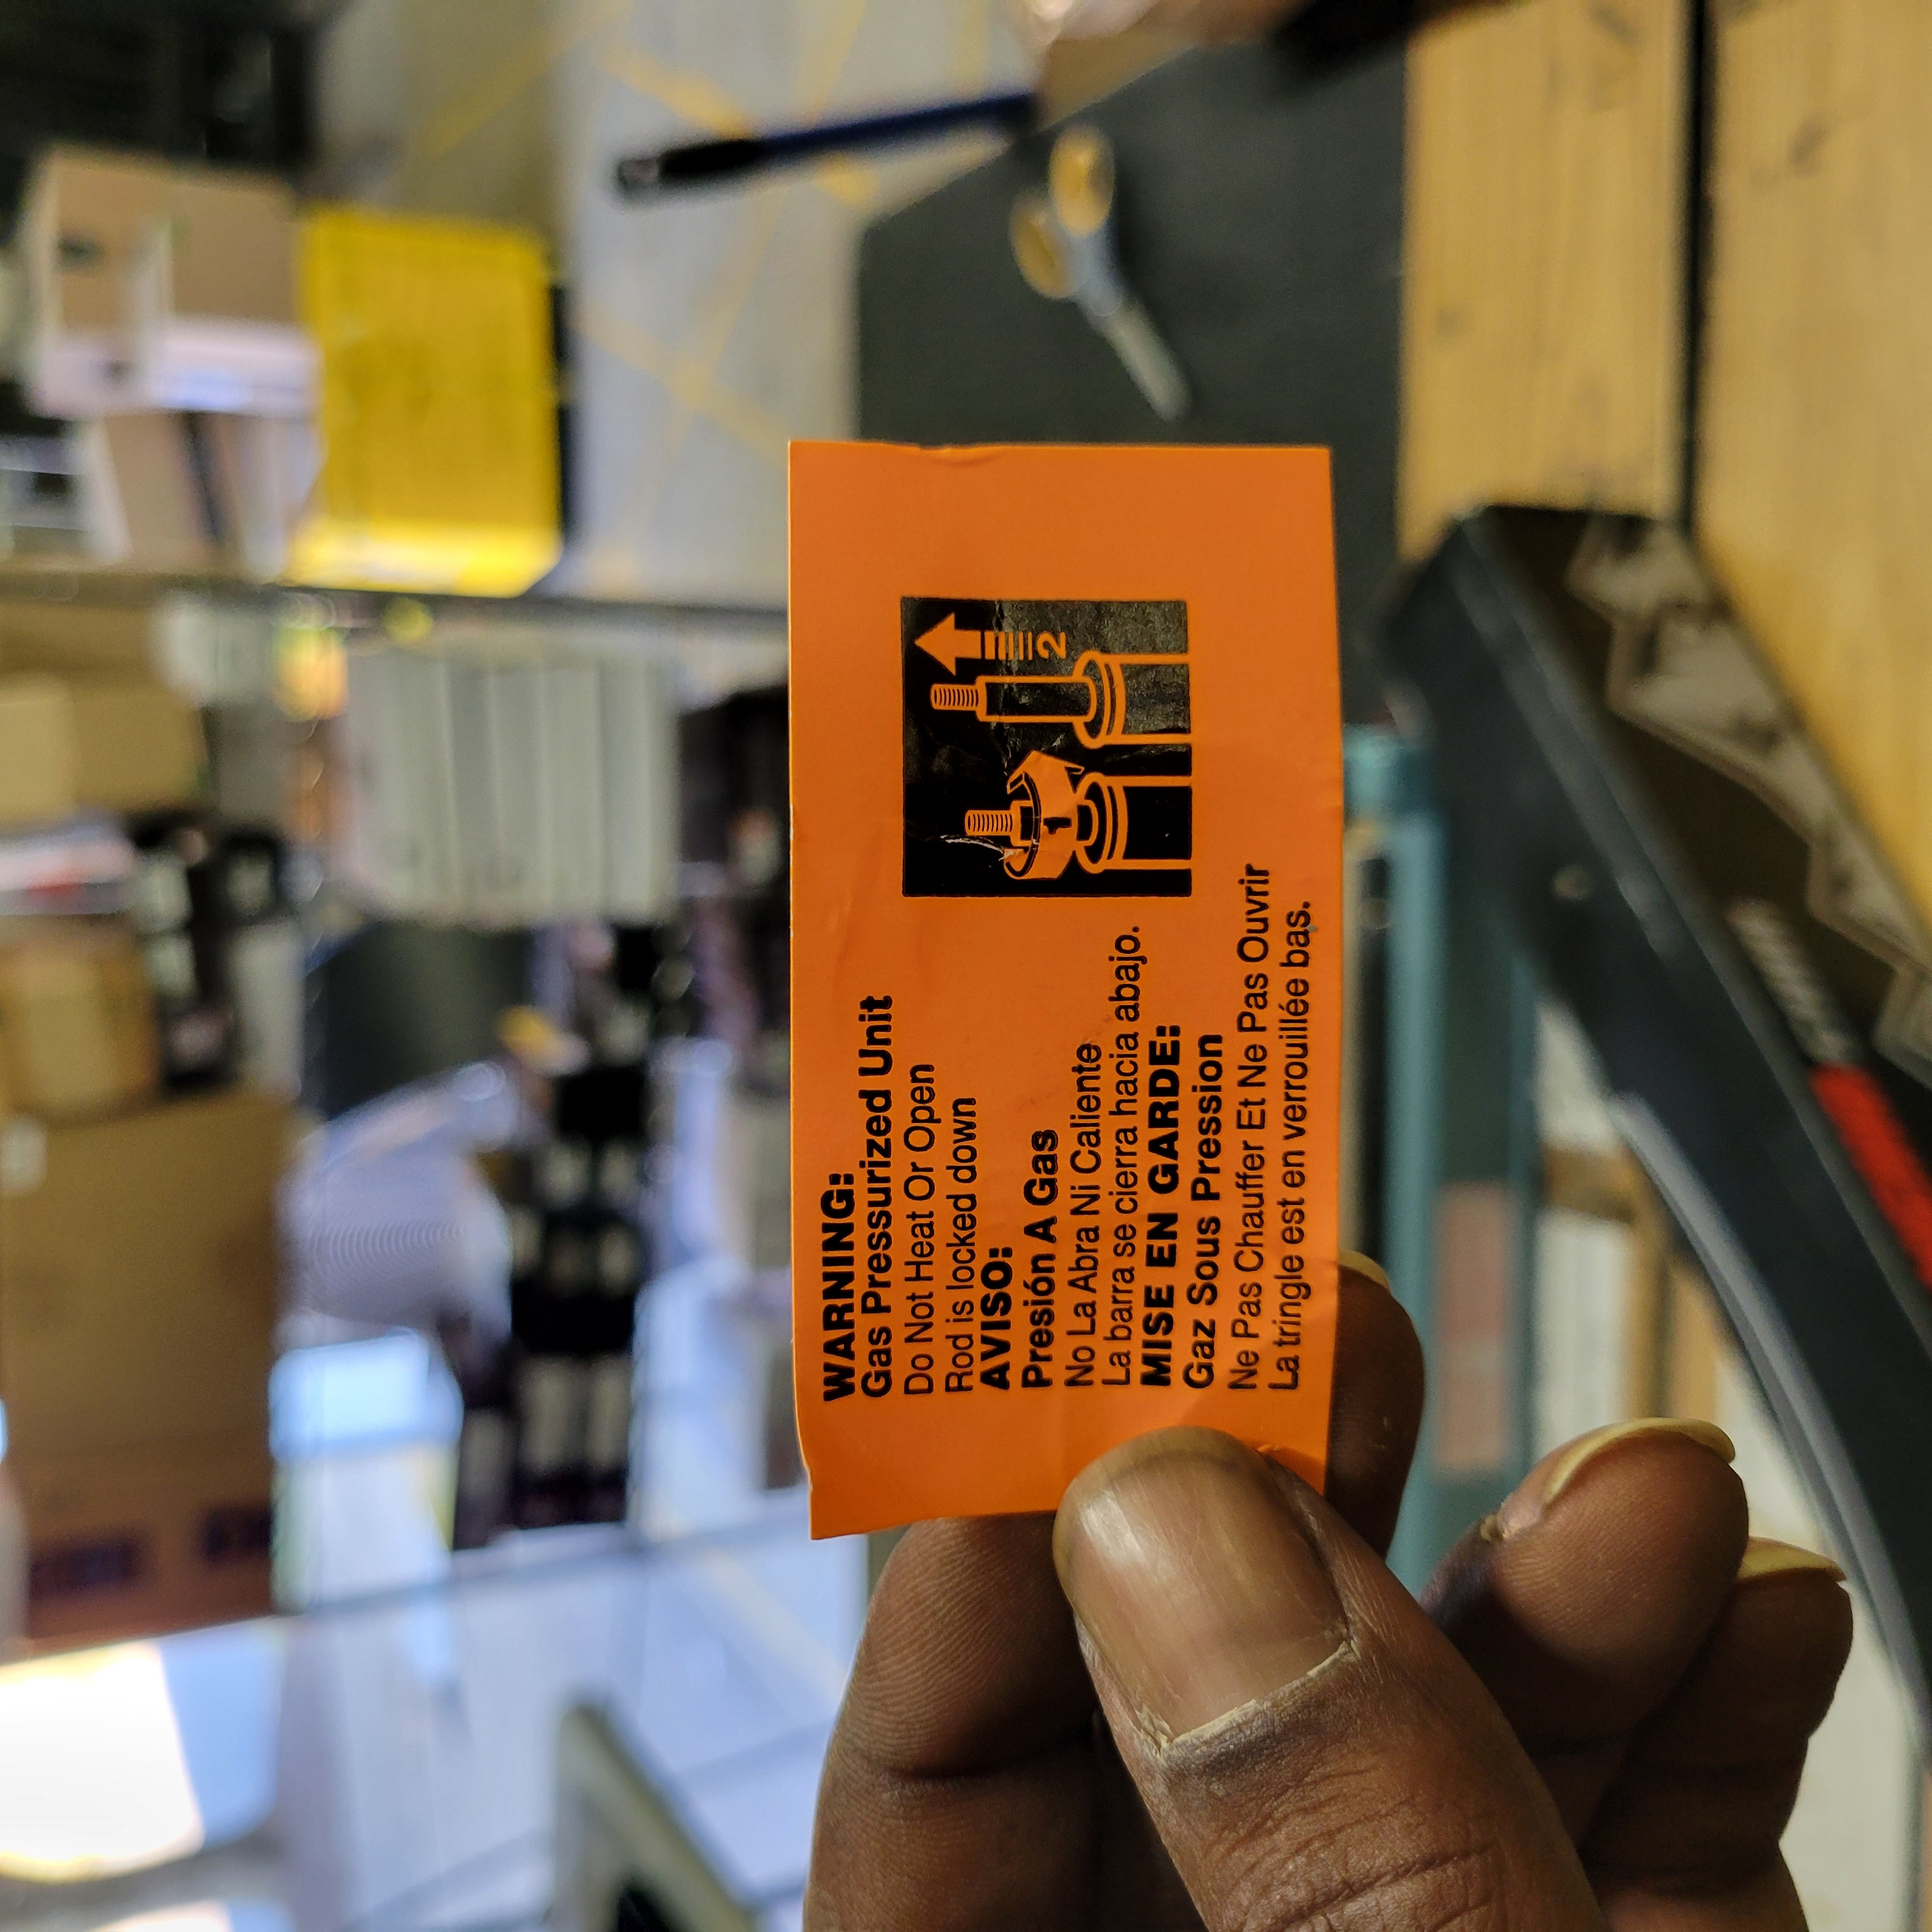 WARNING:
Gas Pressurized Unit
Do Not Heat Or Open
Rod is locked down
AVISO:
Presión A Gas
No La Abra Ni Caliente
La barra se cierra hacia abajo.
MISE EN GARDE:
Gaz Sous Pression
Ne Pas Chauffer Et Ne Pas Ouvrir
La tringle est en verrouillée bas.
1
2